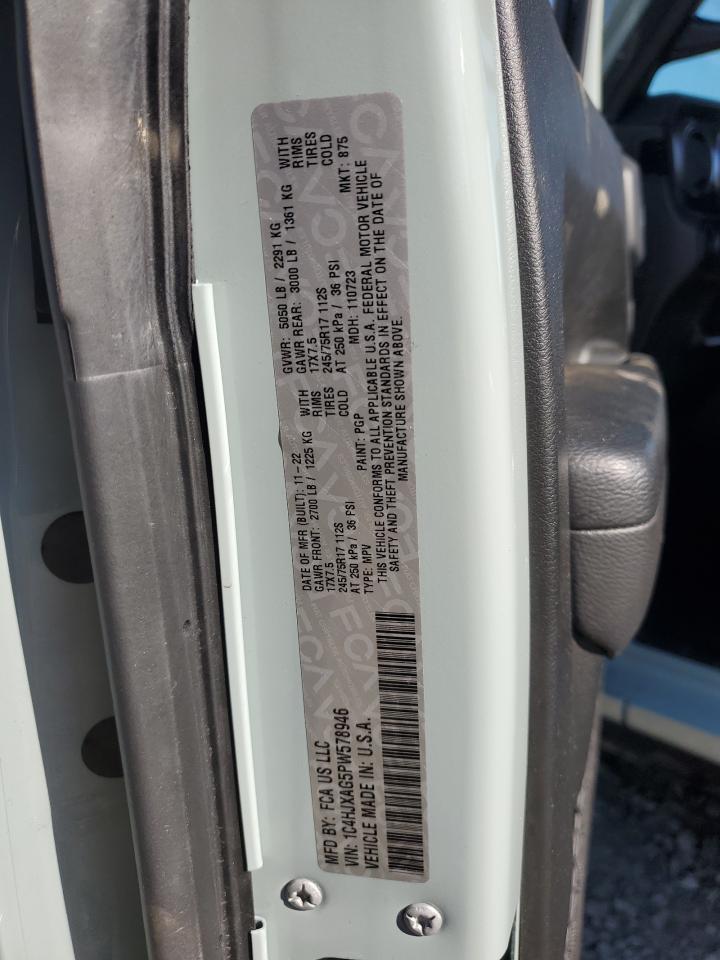 MFD BY: FCA US LLC
DATE OF MFR (BUILT): 11-22
GVWR: 5050 LB / 2291 KG
GAWR FRONT: 2700 LB / 1225 KG WITH
GAWR REAR: 3000 LB / 1361 KG WITH
17X7.5 RIMS
17X7.5 RIMS
245/75R17 112S TIRES
245/75R17 112S TIRES
AT 250 kPa / 36 PSI COLD
AT 250 kPa / 36 PSI COLD
VIN: 1C4HJXAG5PW578946
TYPE: MPV
PAINT: PGP
MDH: 110723
MKT: 875
VEHICLE MADE IN: U.S.A.
THIS VEHICLE CONFORMS TO ALL APPLICABLE U.S.A. FEDERAL MOTOR VEHICLE
SAFETY AND THEFT PREVENTION STANDARDS IN EFFECT ON THE DATE OF
MANUFACTURE SHOWN ABOVE.
FCA